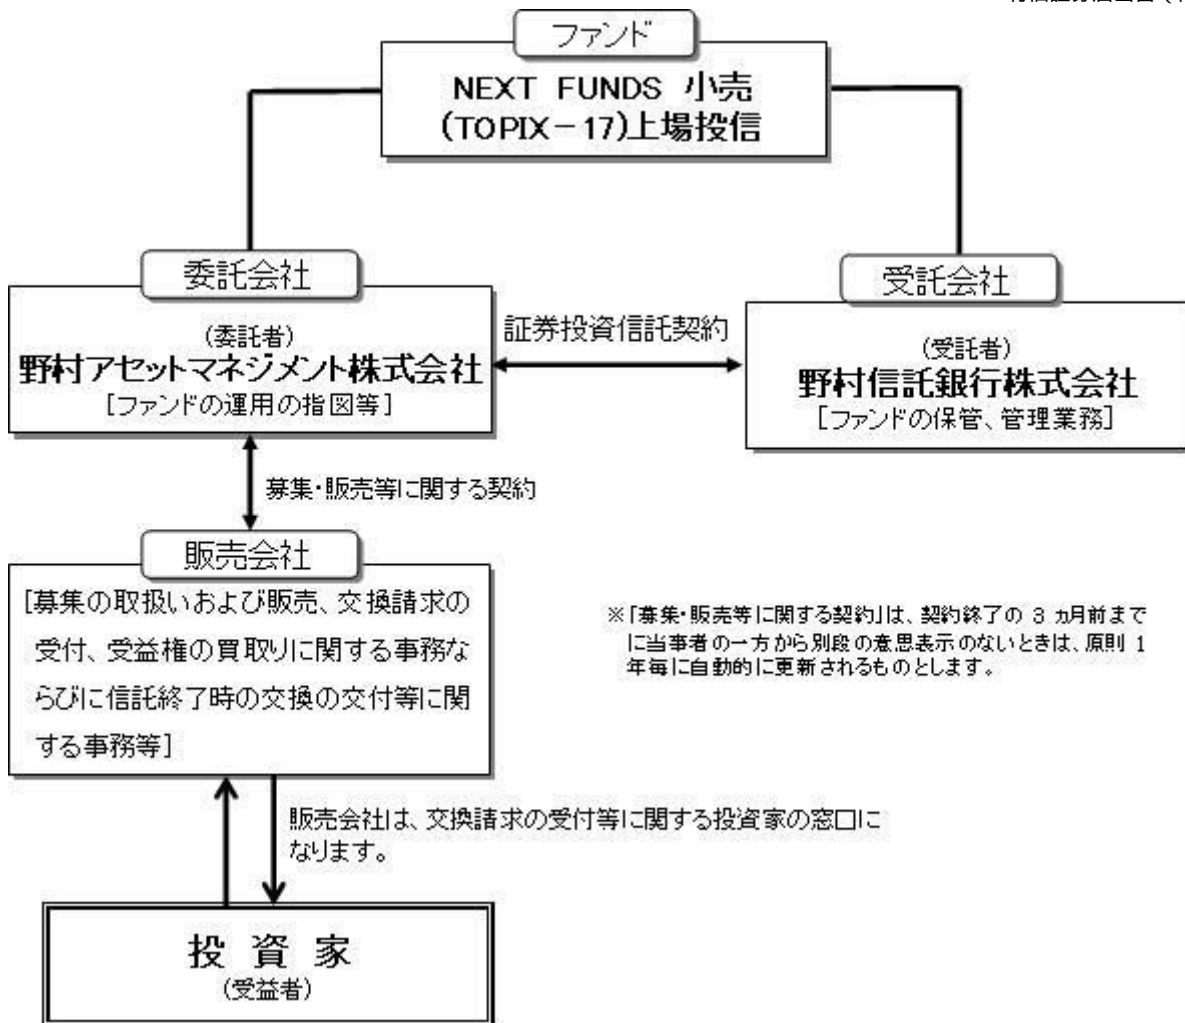 ファンド
NEXT FUNDS 小売
(TOPIX－17)上場投信
委託会社
(委託者)
野村アセットマネジメント株式会社
[ファンドの運用の指図等]
証券投資信託契約
受託会社
(受託者)
野村信託銀行株式会社
[ファンドの保管、管理業務]
募集・販売等に関する契約
販売会社
[募集の取扱いおよび販売、交換請求の
受付、受益権の買取りに関する事務な
らびに信託終了時の交換の交付等に関
する事務等]
※「募集・販売等に関する契約」は、契約終了の 3 ヵ月前まで
に当事者の一方から別段の意思表示のないときは、原則 1
年毎に自動的に更新されるものとします。
販売会社は、交換請求の受付等に関する投資家の窓口に
なります。
投 資 家
(受益者)